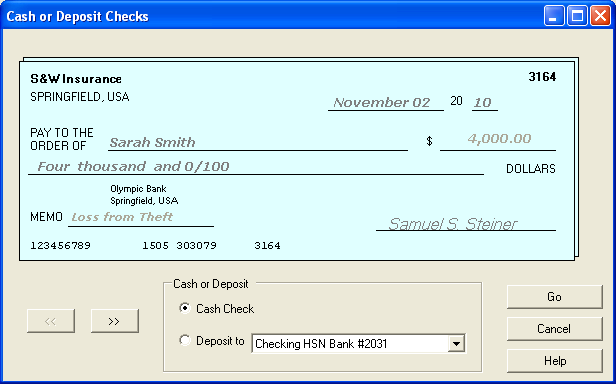 Cash or Deposit Checks
S&W Insurance 3164
SPRINGFIELD, USA
November 02 20 10
PAY TO THE
ORDER OF Sarah Smith $ 4,000.00
Four thousand and 0/100 DOLLARS
Olympic Bank
Springfield, USA
MEMO Loss from Theft Samuel S. Steiner
123456789 1505 303079 3164
Cash or Deposit
<< >> Cash Check Go
Deposit to Checking HSN Bank #2031 Cancel
Help